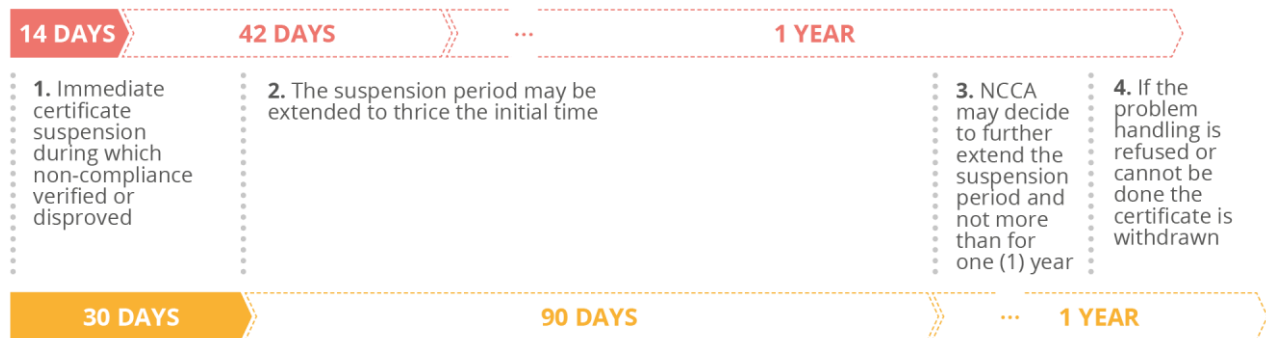 14 DAYS 42 DAYS ... 1 YEAR
1. Immediate
certificate
suspension
during which
non-compliance
verified or
disproved
2. The suspension period may be
extended to thrice the initial time
3. NCCA
may decide
to further
extend the
suspension
period and
not more
than for
one (1) year
4. If the
problem
handling is
refused or
cannot be
done the
certificate is
withdrawn
30 DAYS 90 DAYS ... 1 YEAR